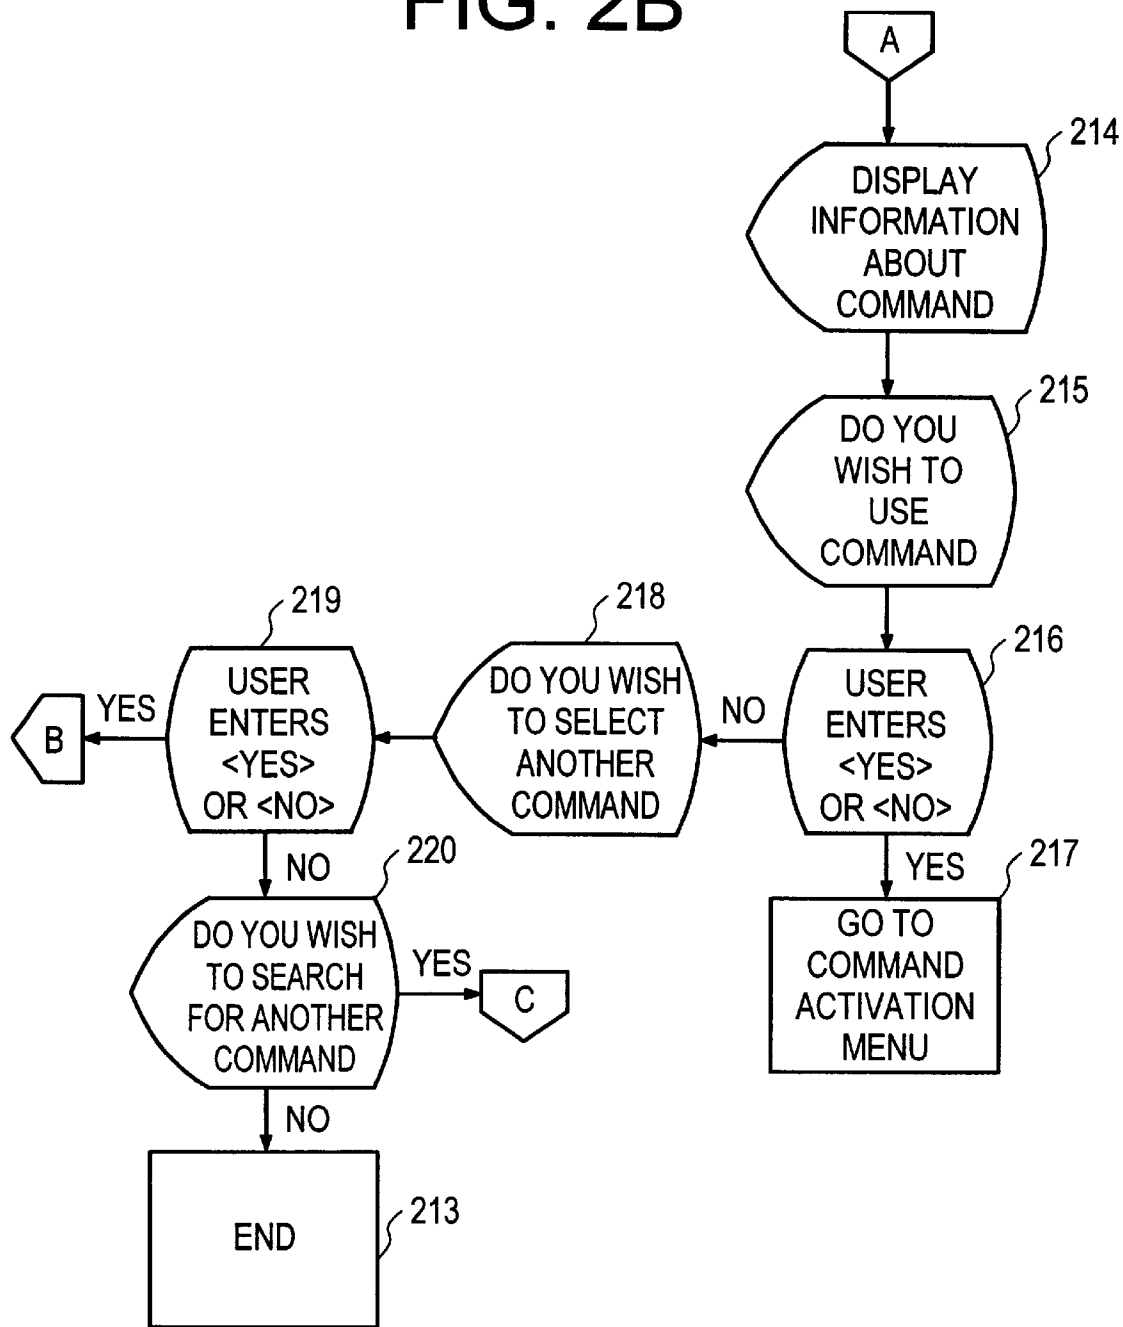 FIG. 2B
A
214
DISPLAY
INFORMATION
ABOUT
COMMAND
215
DO YOU
WISH TO
USE
COMMAND
216
USER
ENTERS
<YES>
OR <NO>
NO
YES
217
GO TO
COMMAND
ACTIVATION
MENU
218
DO YOU WISH
TO SELECT
ANOTHER
COMMAND
219
USER
ENTERS
<YES>
OR <NO>
YES
B
NO
220
DO YOU WISH
TO SEARCH
FOR ANOTHER
COMMAND
YES
C
NO
END
213